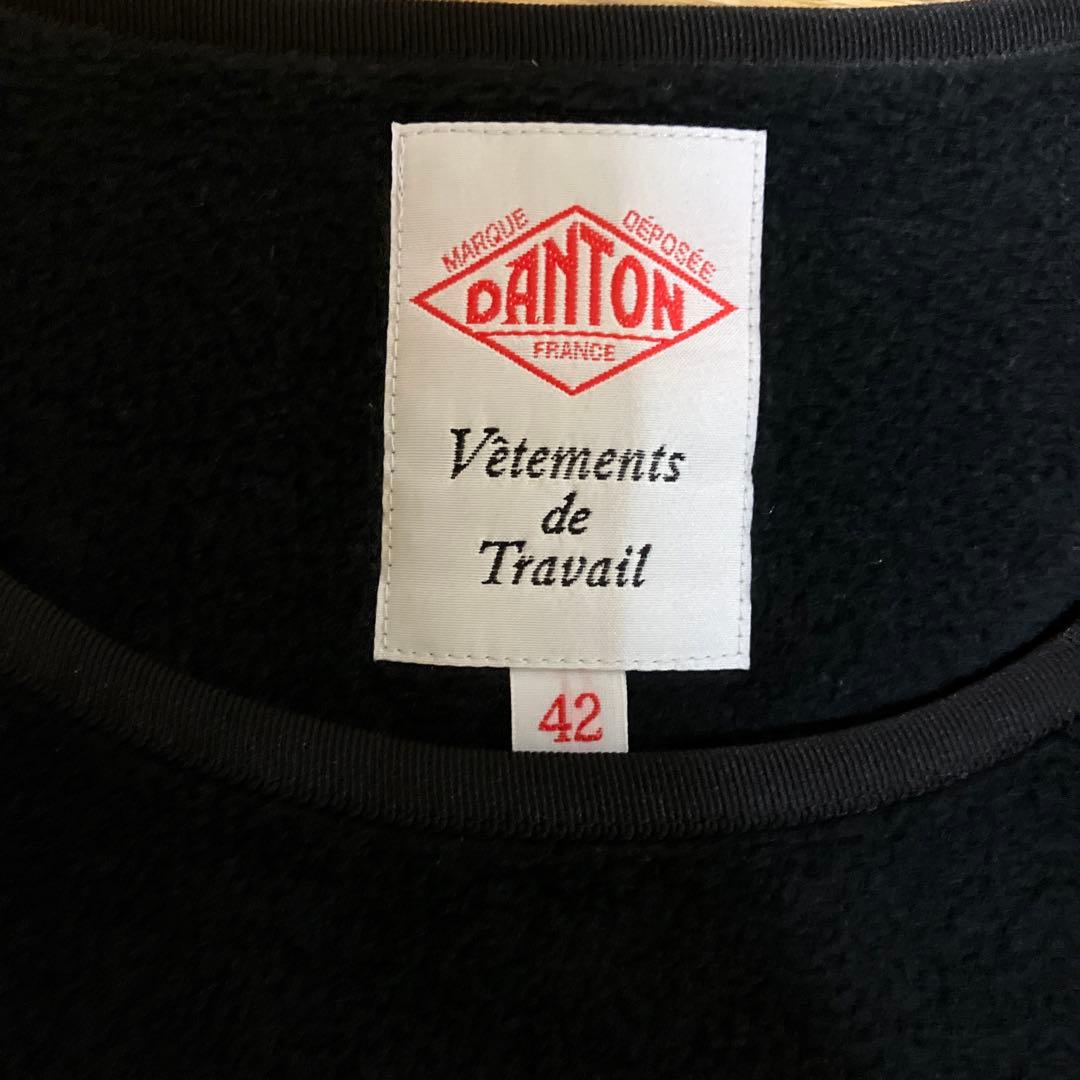 MARQUE DÉPOSÉE
DANTON
FRANCE
Vêtements
de
Travail
42